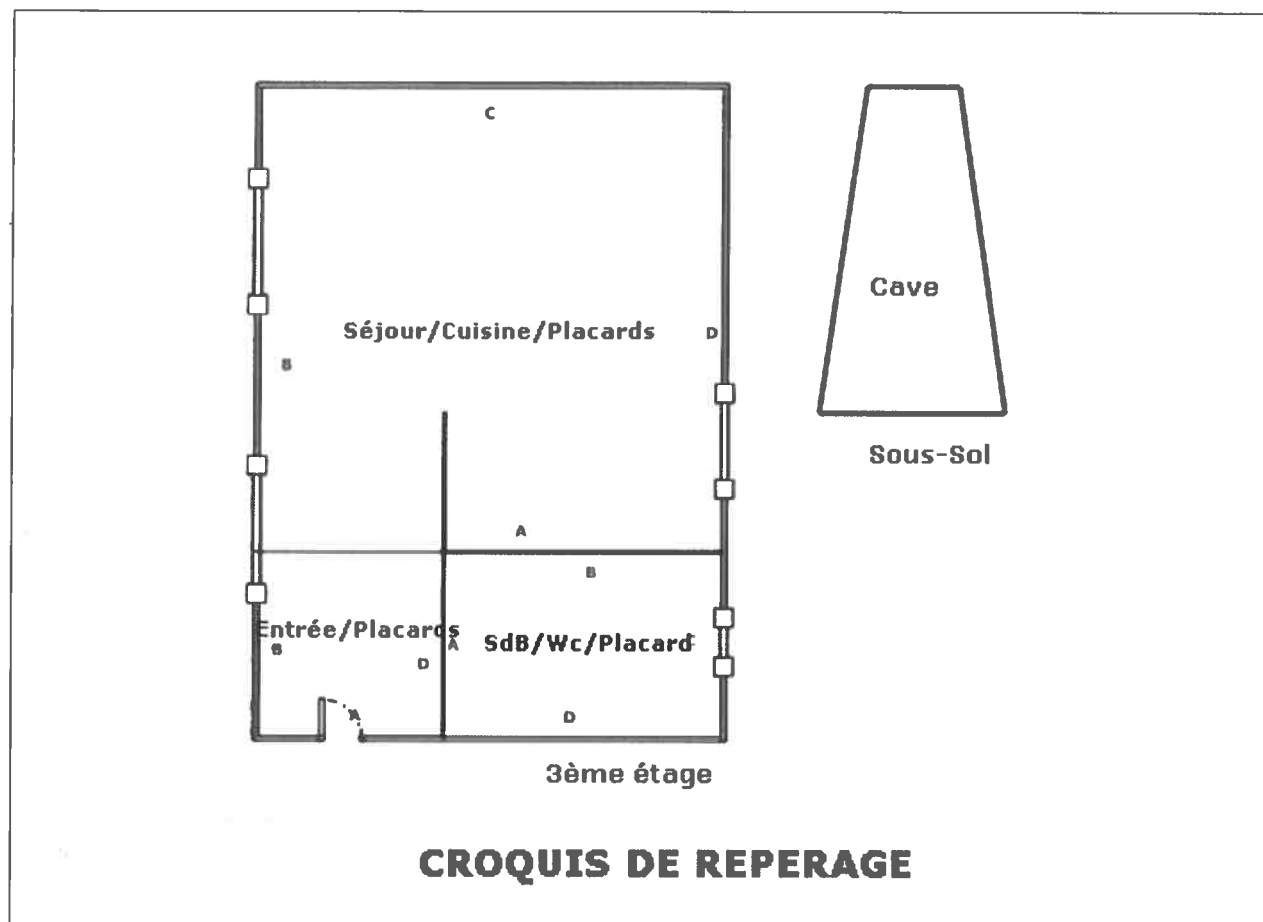 C
Cave
Séjour/Cuisine/Placards
D
B
Sous-Sol
A
B
Entrée/Placards
SdB/Wc/Placard
B
D
A
D
A
3ème étage
CROQUIS DE REPERAGE